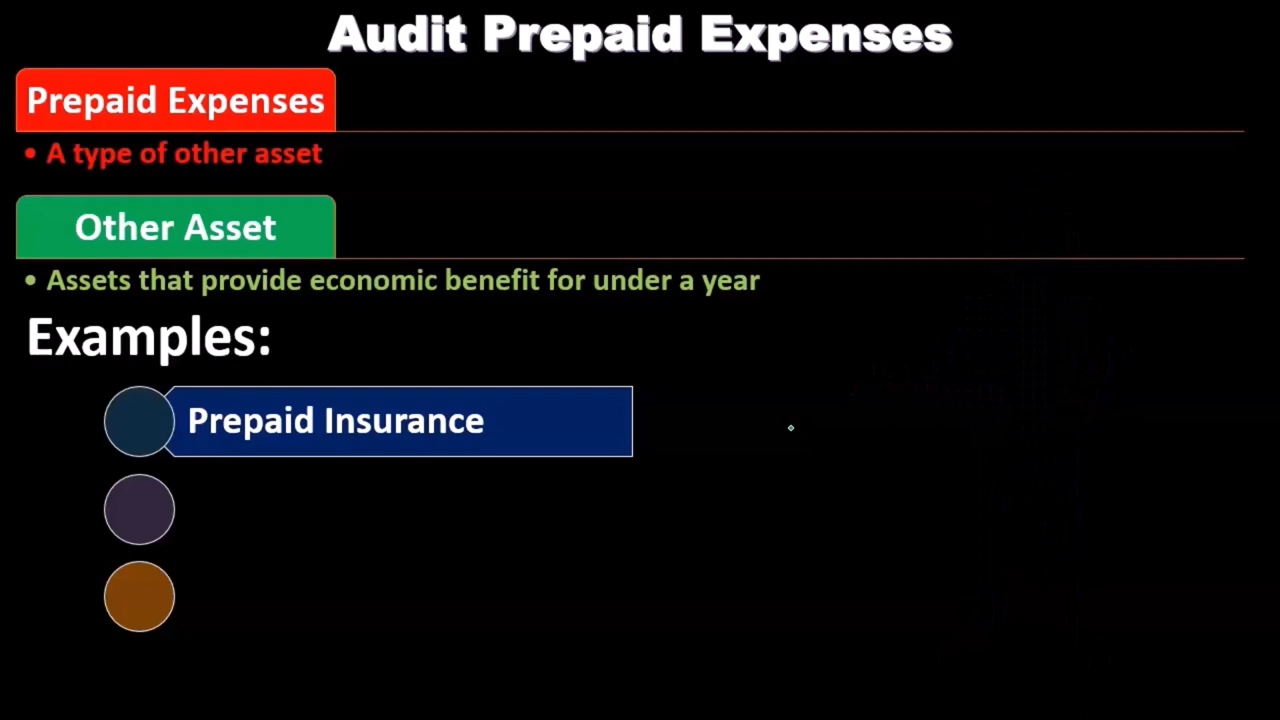 Audit Prepaid Expenses
Prepaid Expenses
• A type of other asset
Other Asset
• Assets that provide economic benefit for under a year
Examples:
Prepaid Insurance